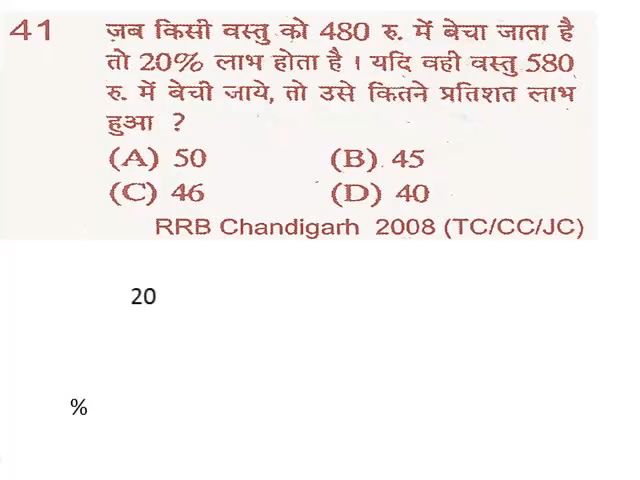 41 ज़ब किसी वस्तु को 480 रु. में बेचा जाता है
तो 20% लाभ होता है । यदि वही वस्तु 580
रु. में बेची जाये, तो उसे कितने प्रतिशत लाभ
हुआ ?
(A) 50 (B) 45
(C) 46 (D) 40
RRB Chandigarh 2008 (TC/CC/JC)
20
%